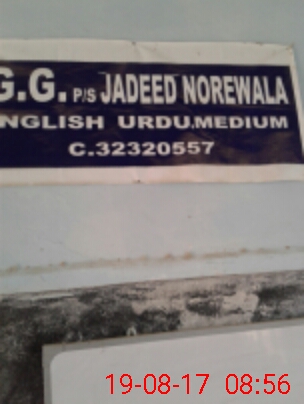 G.G. P/S JADEED NOREWALA
NGLISH URDU.MEDIUM
C.32320557
19-08-17 08:56